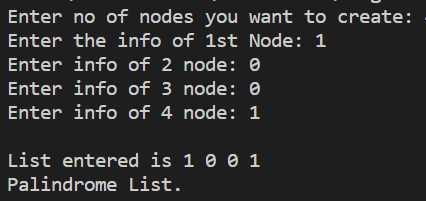 Enter no of nodes you want to create:
Enter the info of 1st Node: 1
Enter info of 2 node: 0
Enter info of 3 node: 0
Enter info of 4 node: 1
List entered is 1 0 0 1
Palindrome List.